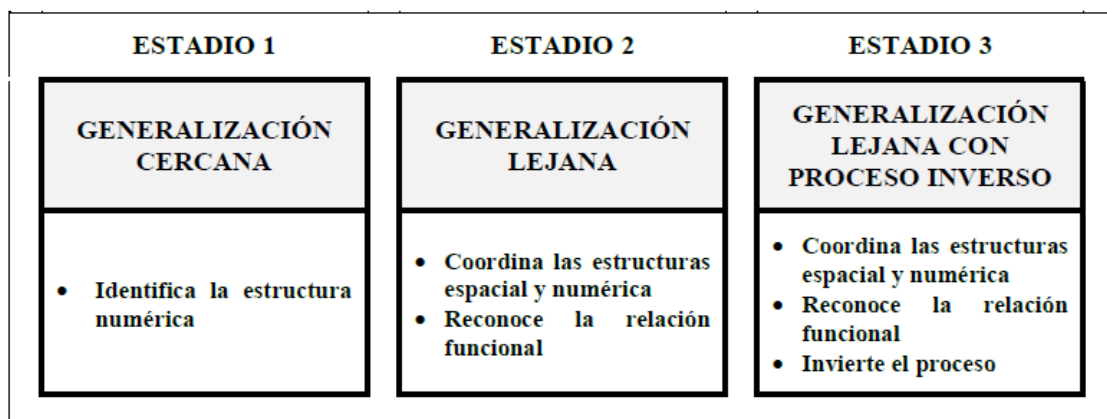 ESTADIO 1
GENERALIZACIÓN
CERCANA
• Identifica la estructura
numérica
ESTADIO 2
GENERALIZACIÓN
LEJANA
• Coordina las estructuras
espacial y numérica
• Reconoce la relación
funcional
ESTADIO 3
GENERALIZACIÓN
LEJANA CON
PROCESO INVERSO
• Coordina las estructuras
espacial y numérica
• Reconoce la relación
funcional
• Invierte el proceso